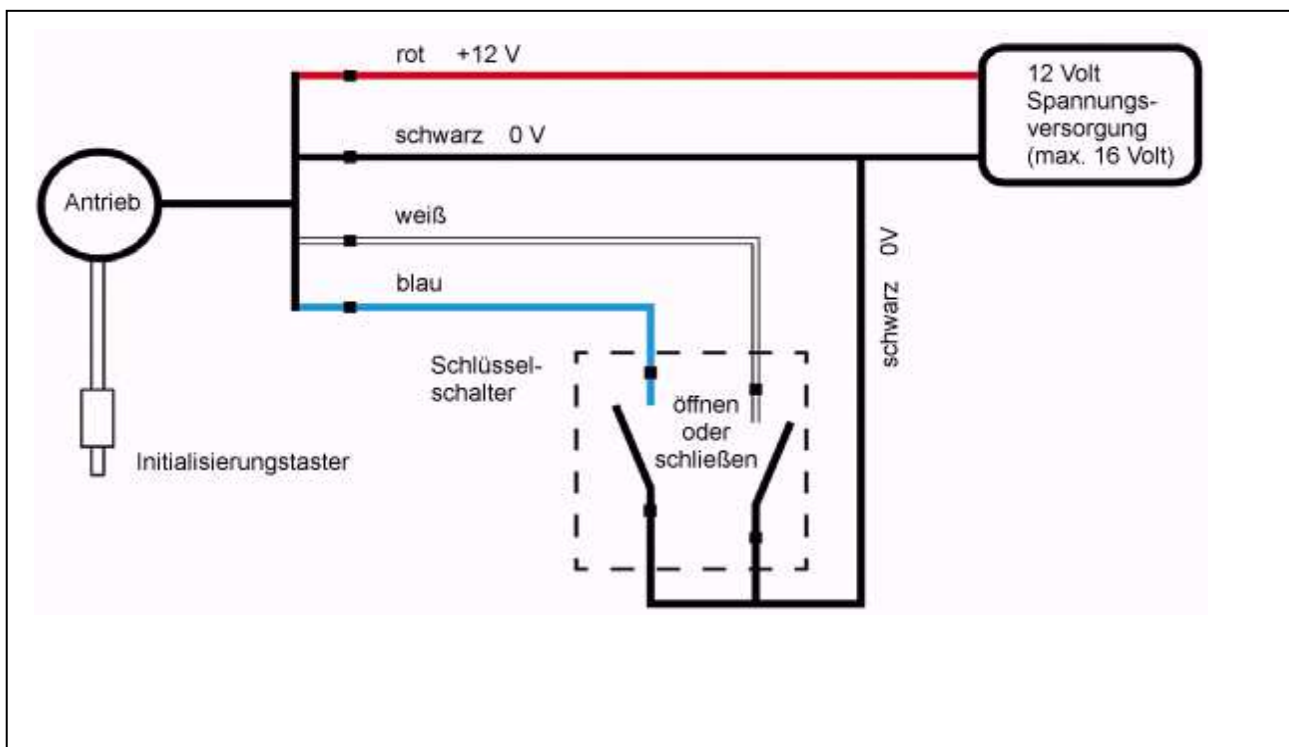 rot +12 V
12 Volt
Spannungs-
versorgung
(max. 16 Volt)
schwarz 0 V
Antrieb
weiß
schwarz 0V
blau
Schlüssel-
schalter
öffnen
oder
schließen
Initialisierungstaster